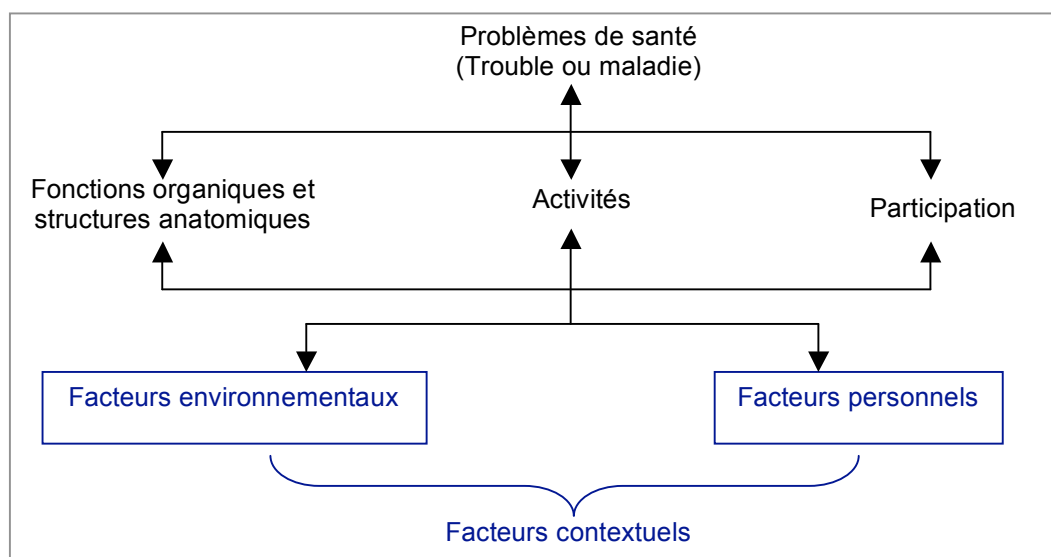 Problèmes de santé
(Trouble ou maladie)
Fonctions organiques et
structures anatomiques
Activités
Participation
Facteurs environnementaux
Facteurs personnels
Facteurs contextuels